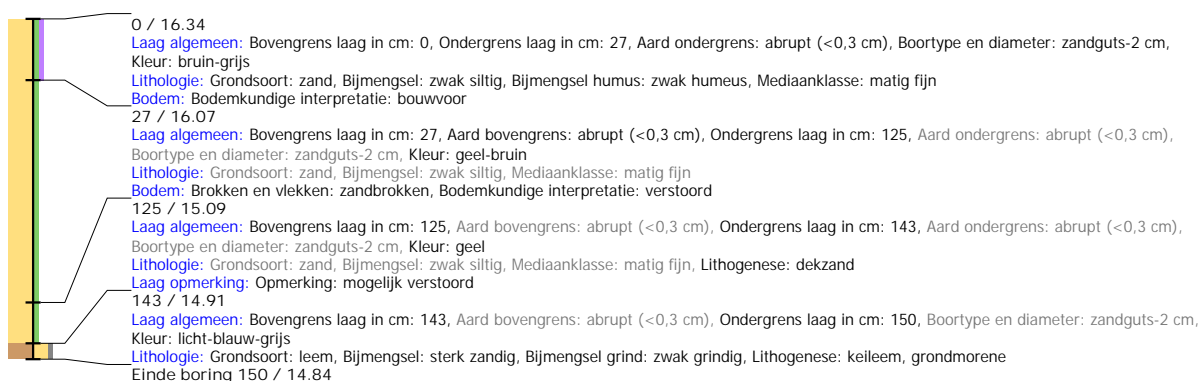 0 / 16.34
Laag algemeen: Bovengrens laag in cm: 0, Ondergrens laag in cm: 27, Aard ondergrens: abrupt (<0,3 cm), Boortype en diameter: zandguts-2 cm,
Kleur: bruin-grijs
Lithologie: Grondsoort: zand, Bijmengsel: zwak siltig, Bijmengsel humus: zwak humeus, Mediaanklasse: matig fijn
Bodem: Bodemkundige interpretatie: bouwvoor
27 / 16.07
Laag algemeen: Bovengrens laag in cm: 27, Aard bovengrens: abrupt (<0,3 cm), Ondergrens laag in cm: 125, Aard ondergrens: abrupt (<0,3 cm),
Boortype en diameter: zandguts-2 cm, Kleur: geel-bruin
Lithologie: Grondsoort: zand, Bijmengsel: zwak siltig, Mediaanklasse: matig fijn
Bodem: Brokken en vlekken: zandbrokken, Bodemkundige interpretatie: verstoord
125 / 15.09
Laag algemeen: Bovengrens laag in cm: 125, Aard bovengrens: abrupt (<0,3 cm), Ondergrens laag in cm: 143, Aard ondergrens: abrupt (<0,3 cm),
Boortype en diameter: zandguts-2 cm, Kleur: geel
Lithologie: Grondsoort: zand, Bijmengsel: zwak siltig, Mediaanklasse: matig fijn, Lithogenese: dekzand
Laag opmerking: Opmerking: mogelijk verstoord
143 / 14.91
Laag algemeen: Bovengrens laag in cm: 143, Aard bovengrens: abrupt (<0,3 cm), Ondergrens laag in cm: 150, Boortype en diameter: zandguts-2 cm,
Kleur: licht-blauw-grijs
Lithologie: Grondsoort: leem, Bijmengsel: sterk zandig, Bijmengsel grind: zwak grindig, Lithogenese: keileem, grondmorene
Einde boring 150 / 14.84